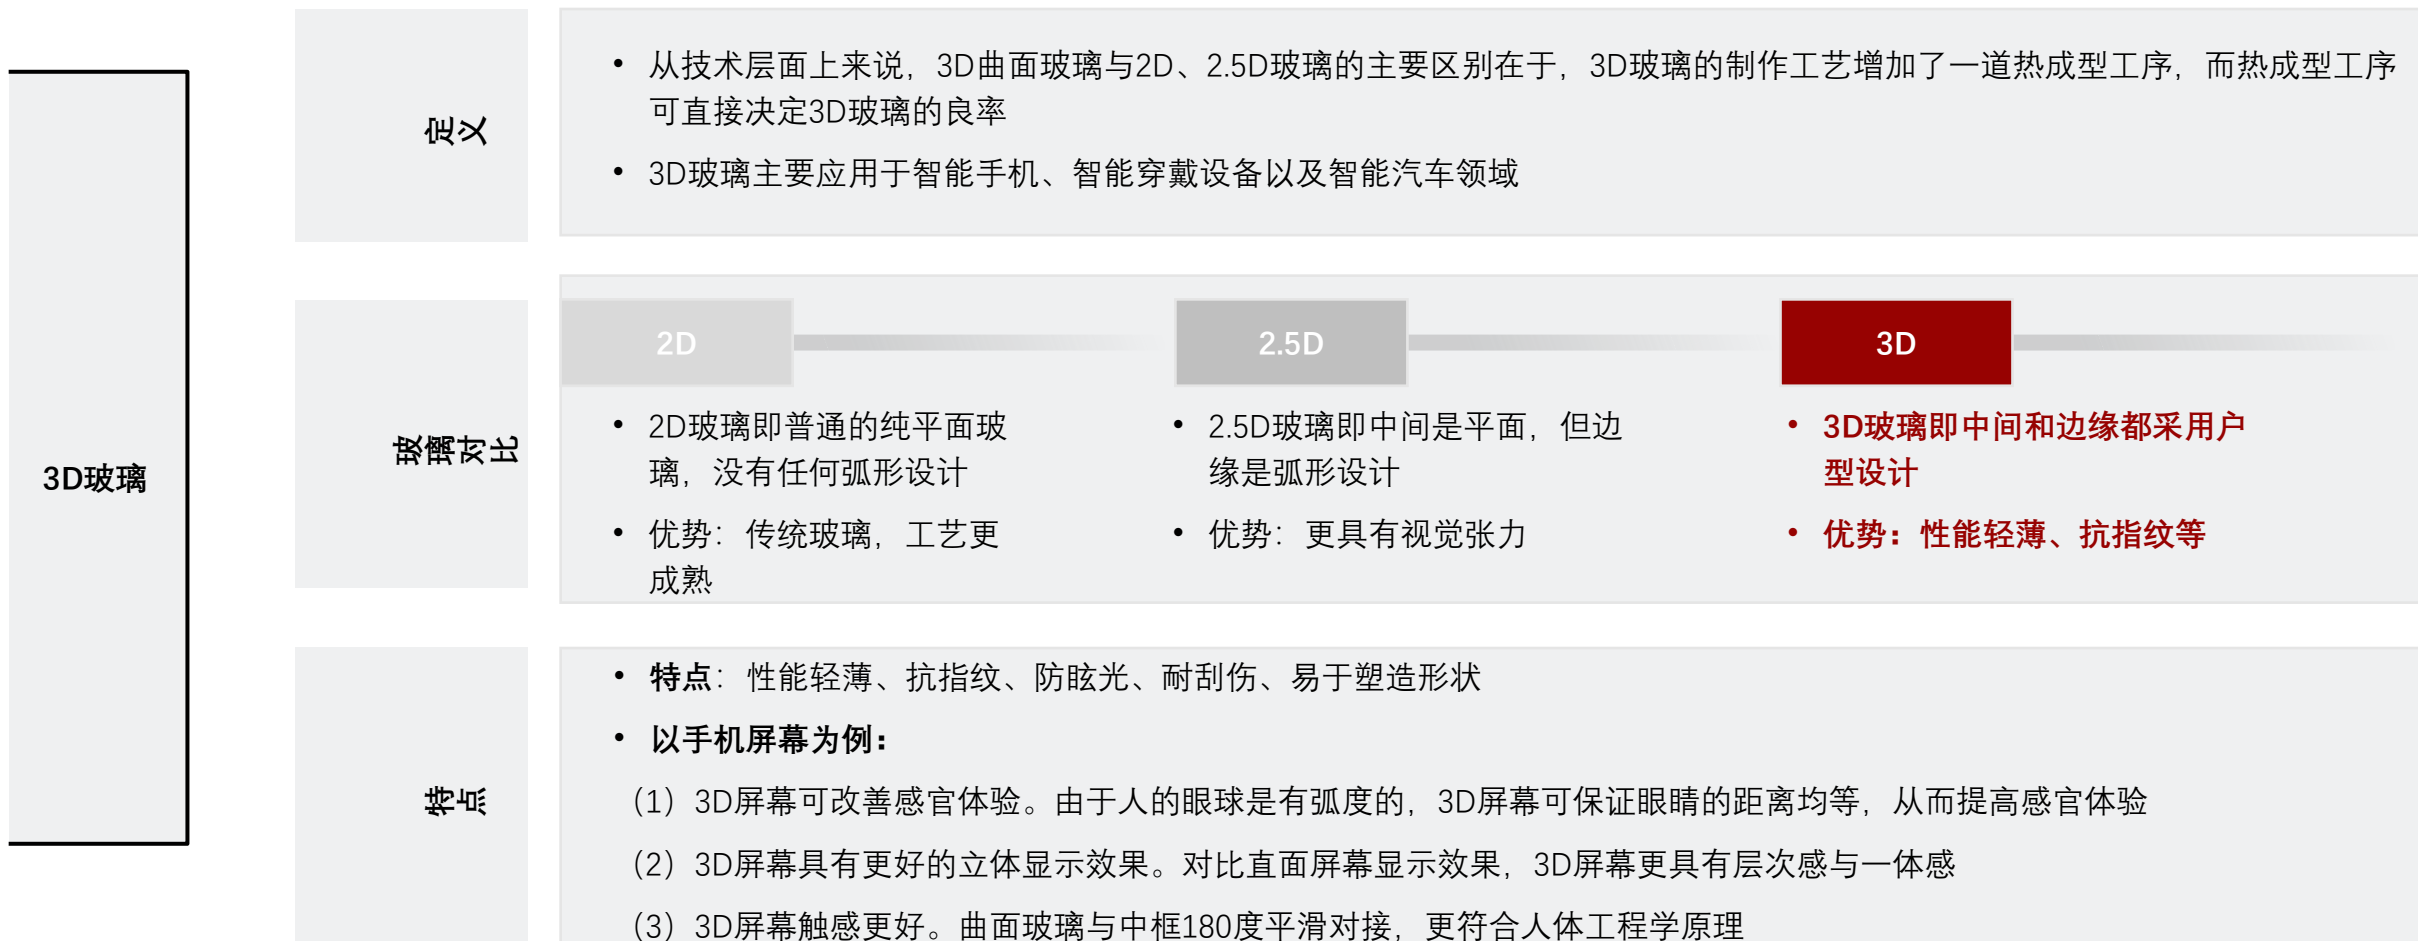 3D玻璃
定义
• 从技术层面上来说，3D曲面玻璃与2D、2.5D玻璃的主要区别在于，3D玻璃的制作工艺增加了一道热成型工序，而热成型工序
可直接决定3D玻璃的良率
• 3D玻璃主要应用于智能手机、智能穿戴设备以及智能汽车领域
玻璃对比
2D
• 2D玻璃即普通的纯平面玻
璃，没有任何弧形设计
• 优势：传统玻璃，工艺更
成熟
2.5D
• 2.5D玻璃即中间是平面，但边
缘是弧形设计
• 优势：更具有视觉张力
3D
• 3D玻璃即中间和边缘都采用户
型设计
• 优势：性能轻薄、抗指纹等
特点
• 特点：性能轻薄、抗指纹、防眩光、耐刮伤、易于塑造形状
• 以手机屏幕为例：
（1）3D屏幕可改善感官体验。由于人的眼球是有弧度的，3D屏幕可保证眼睛的距离均等，从而提高感官体验
（2）3D屏幕具有更好的立体显示效果。对比直面屏幕显示效果，3D屏幕更具有层次感与一体感
（3）3D屏幕触感更好。曲面玻璃与中框180度平滑对接，更符合人体工程学原理